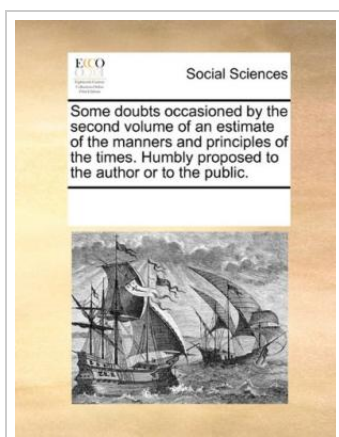 ECCO
Social Sciences
Some doubts occasioned by the
second volume of an estimate
of the manners and principles of
the times. Humbly proposed to
the author or to the public.